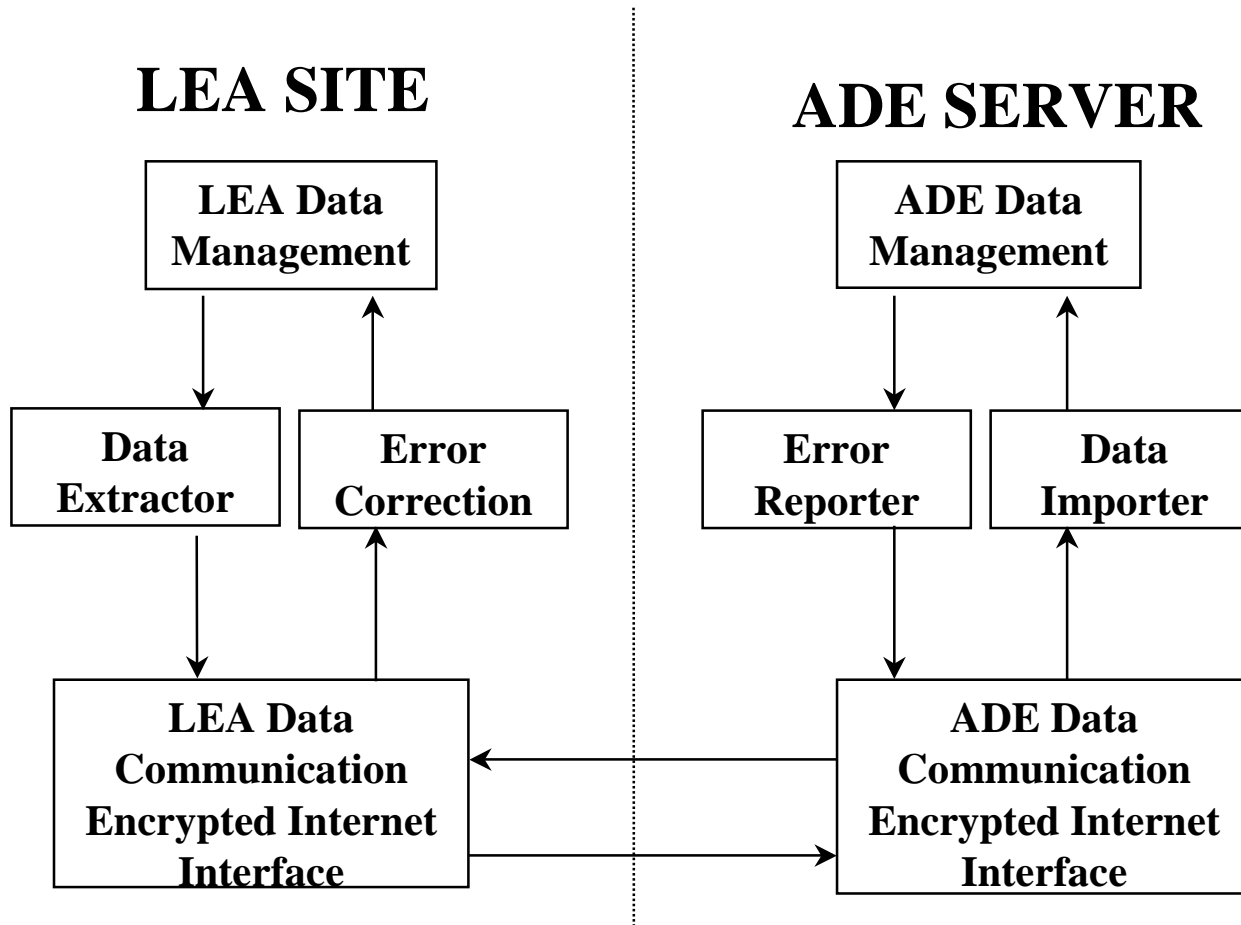 LEA SITE
LEA Data
Management
Data
Extractor
Error
Correction
LEA Data
Communication
Encrypted Internet
Interface
ADE SERVER
ADE Data
Management
Error
Reporter
Data
Importer
ADE Data
Communication
Encrypted Internet
Interface